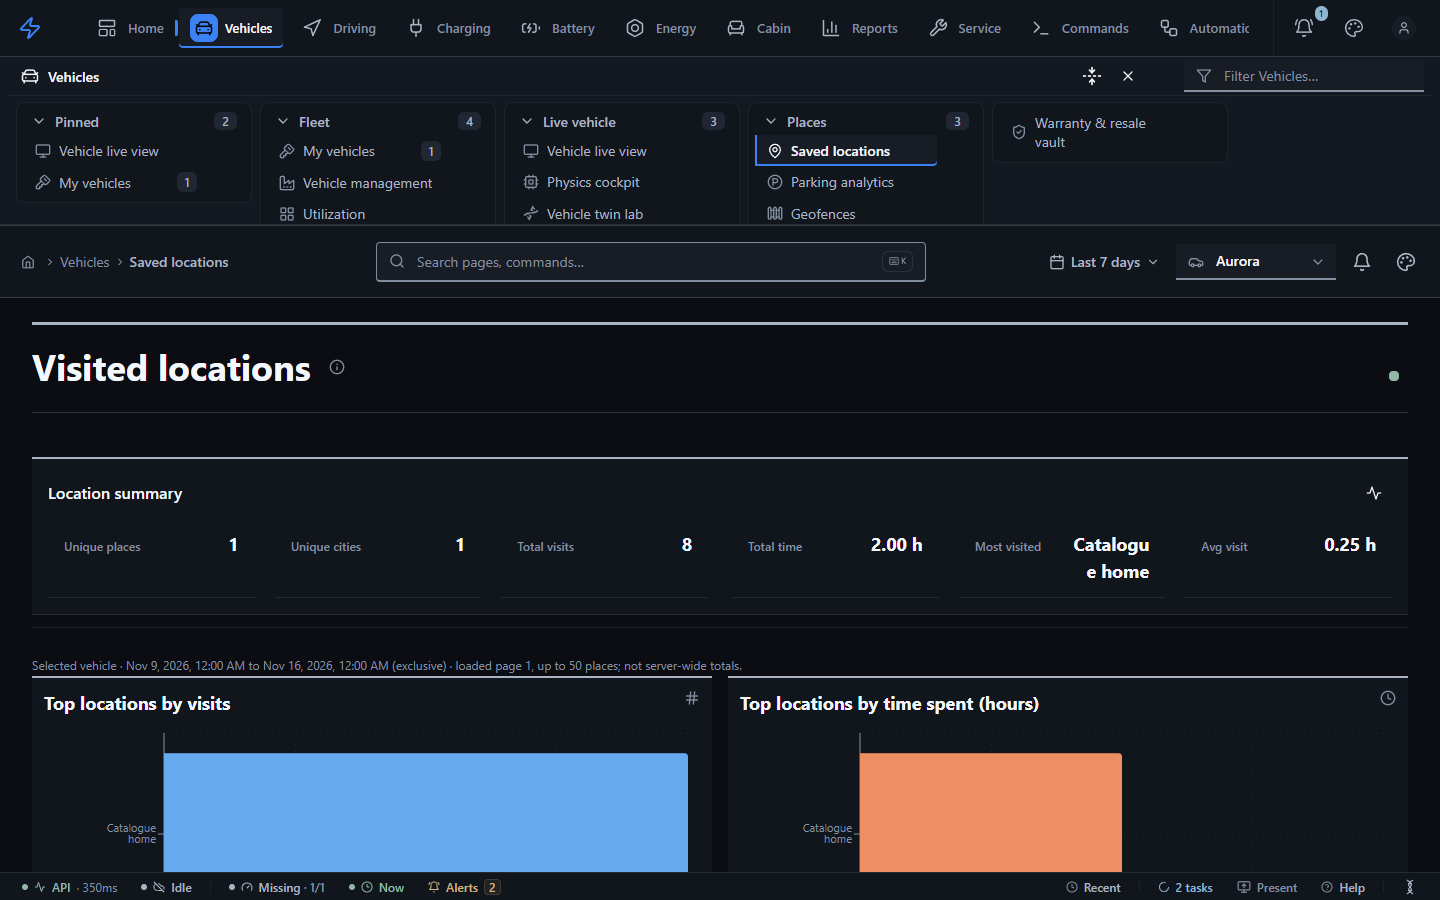 Home
Vehicles
Driving
Charging
Battery
Energy
Cabin
Reports
Service
Commands
Automatic
1
Vehicles
Filter Vehicles...
Pinned 2
Vehicle live view
My vehicles 1
Fleet 4
My vehicles 1
Vehicle management
Utilization
Live vehicle 3
Vehicle live view
Physics cockpit
Vehicle twin lab
Places 3
Saved locations
Parking analytics
Geofences
Warranty & resale
vault
Vehicles
Saved locations
Search pages, commands...
K
Last 7 days
Aurora
Visited locations
Location summary
Unique places 1
Unique cities 1
Total visits 8
Total time 2.00 h
Most visited Catalogu
e home
Avg visit 0.25 h
Selected vehicle · Nov 9, 2026, 12:00 AM to Nov 16, 2026, 12:00 AM (exclusive) · loaded page 1, up to 50 places; not server-wide totals.
Top locations by visits
Catalogue
home
Top locations by time spent (hours)
Catalogue
home
API · 350ms
Idle
Missing · 1/1
Now
Alerts 2
Recent
2 tasks
Present
Help